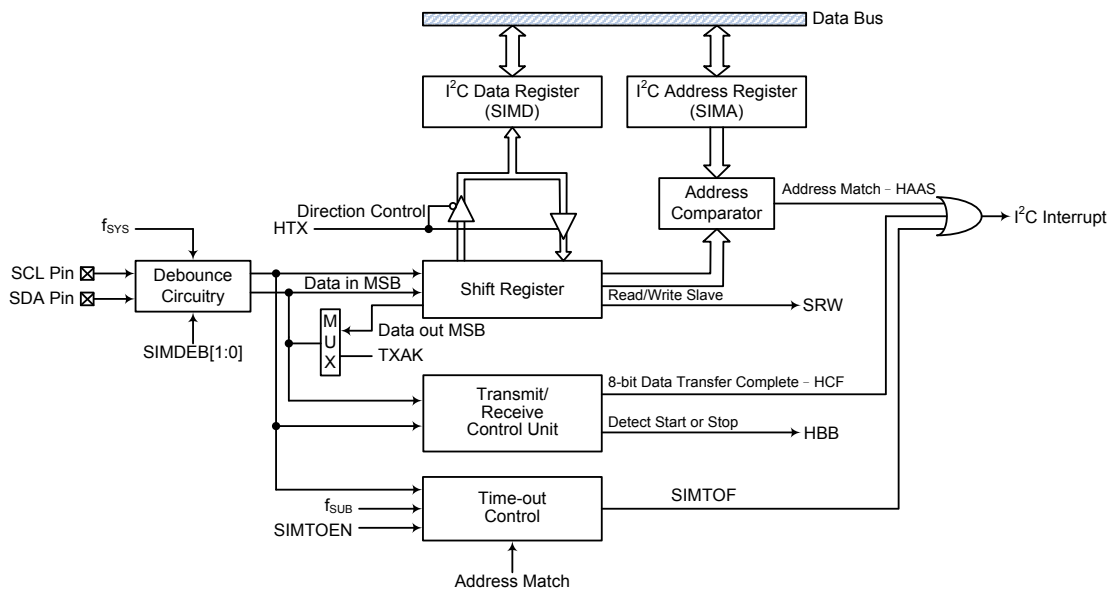 Data Bus
I²C Data Register
(SIMD)
I²C Address Register
(SIMA)
Address
Comparator
Address Match - HAAS
I²C Interrupt
Direction Control
HTX
fSYS
SCL Pin
SDA Pin
Debounce
Circuitry
SIMDEB[1:0]
Data in MSB
Shift Register
Read/Write Slave
SRW
M
U
X
Data out MSB
TXAK
Transmit/
Receive
Control Unit
8-bit Data Transfer Complete - HCF
Detect Start or Stop
HBB
Time-out
Control
fSUB
SIMTOEN
SIMTOF
Address Match